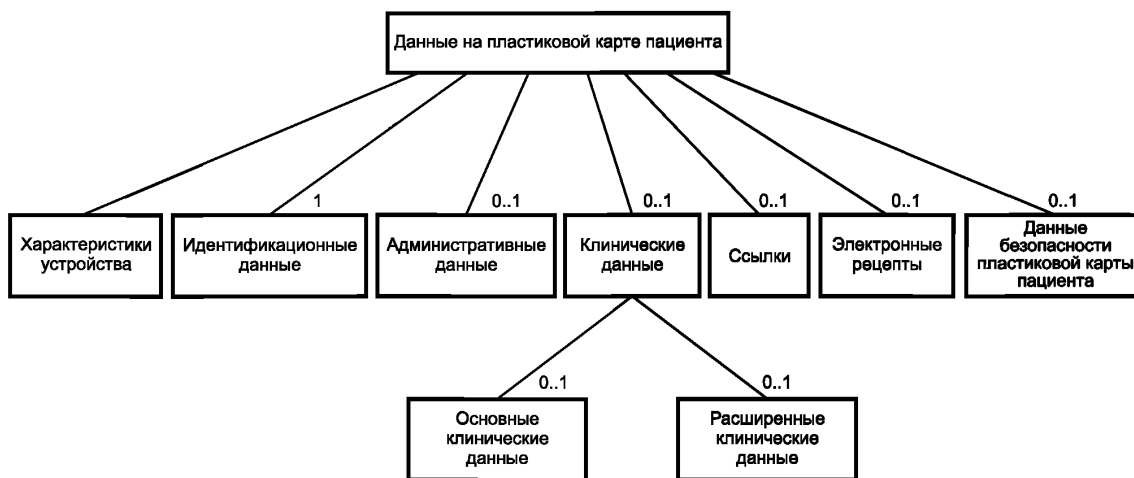 Данные на пластиковой карте пациента
1
0..1
0..1
0..1
0..1
0..1
Характеристики
устройства
Идентификационные
данные
Административные
данные
Клинические
данные
Ссылки
Электронные
рецепты
Данные
безопасности
пластиковой карты
пациента
0..1
0..1
Основные
клинические
данные
Расширенные
клинические
данные